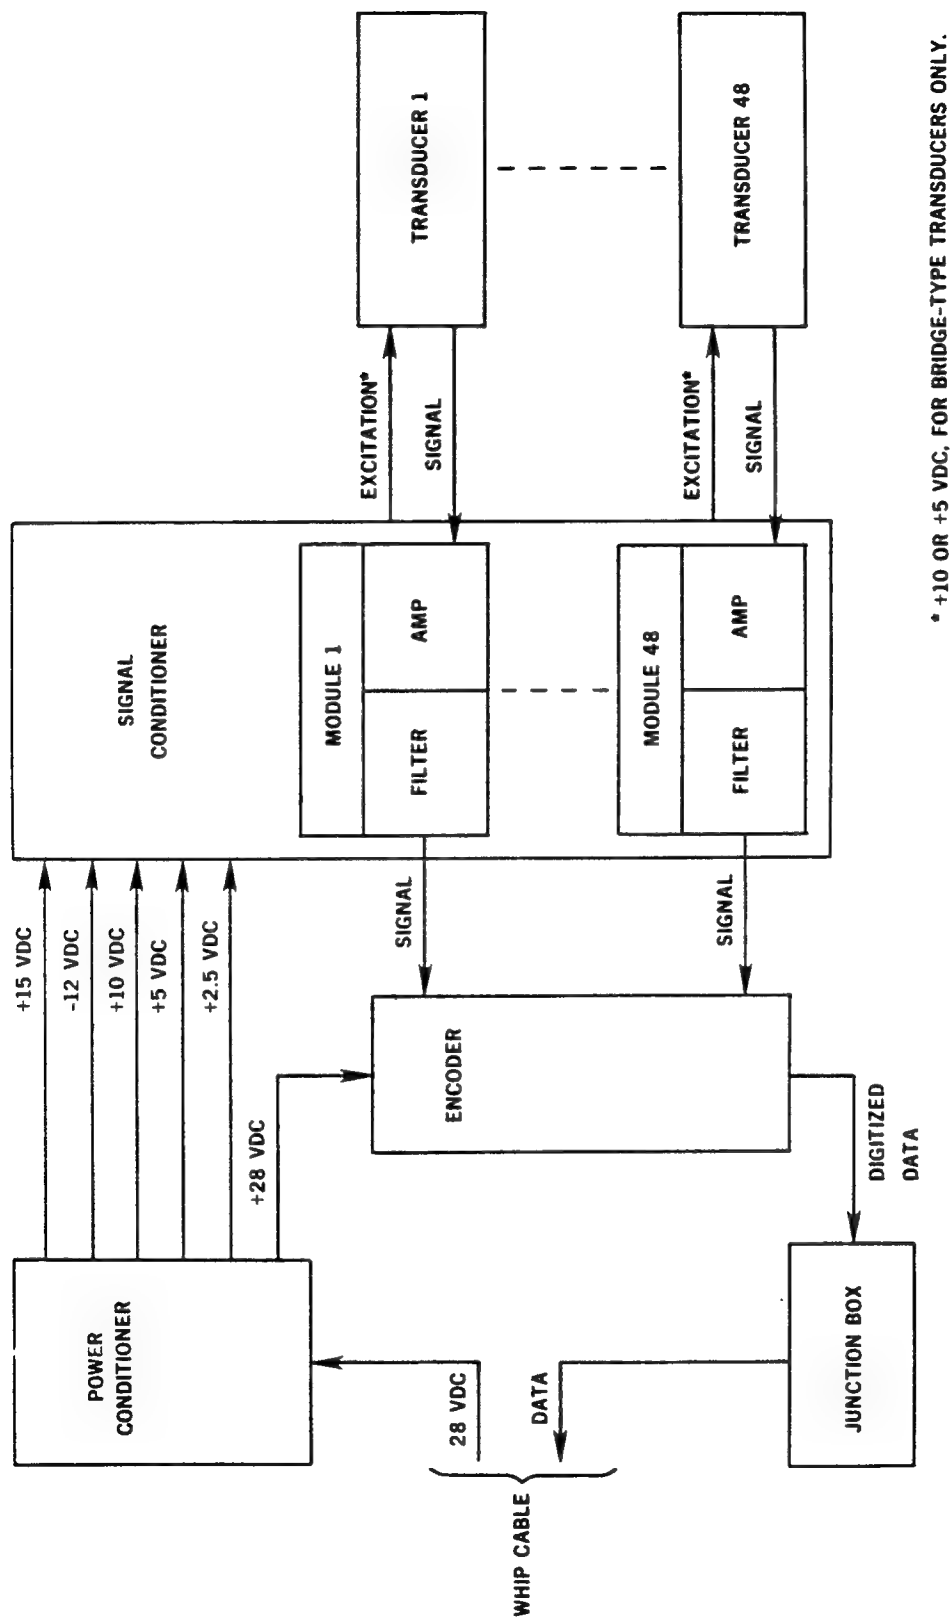 POWER
CONDITIONER
+15 VDC
-12 VDC
+10 VDC
+5 VDC
+2.5 VDC
+28 VDC
SIGNAL
CONDITIONER
MODULE 1
FILTER
AMP
MODULE 48
FILTER
AMP
EXCITATION*
SIGNAL
TRANSDUCER 1
EXCITATION*
SIGNAL
TRANSDUCER 48
SIGNAL
SIGNAL
ENCODER
28 VDC
DATA
WHIP CABLE
DIGITIZED
DATA
JUNCTION BOX
* +10 OR +5 VDC, FOR BRIDGE-TYPE TRANSDUCERS ONLY.